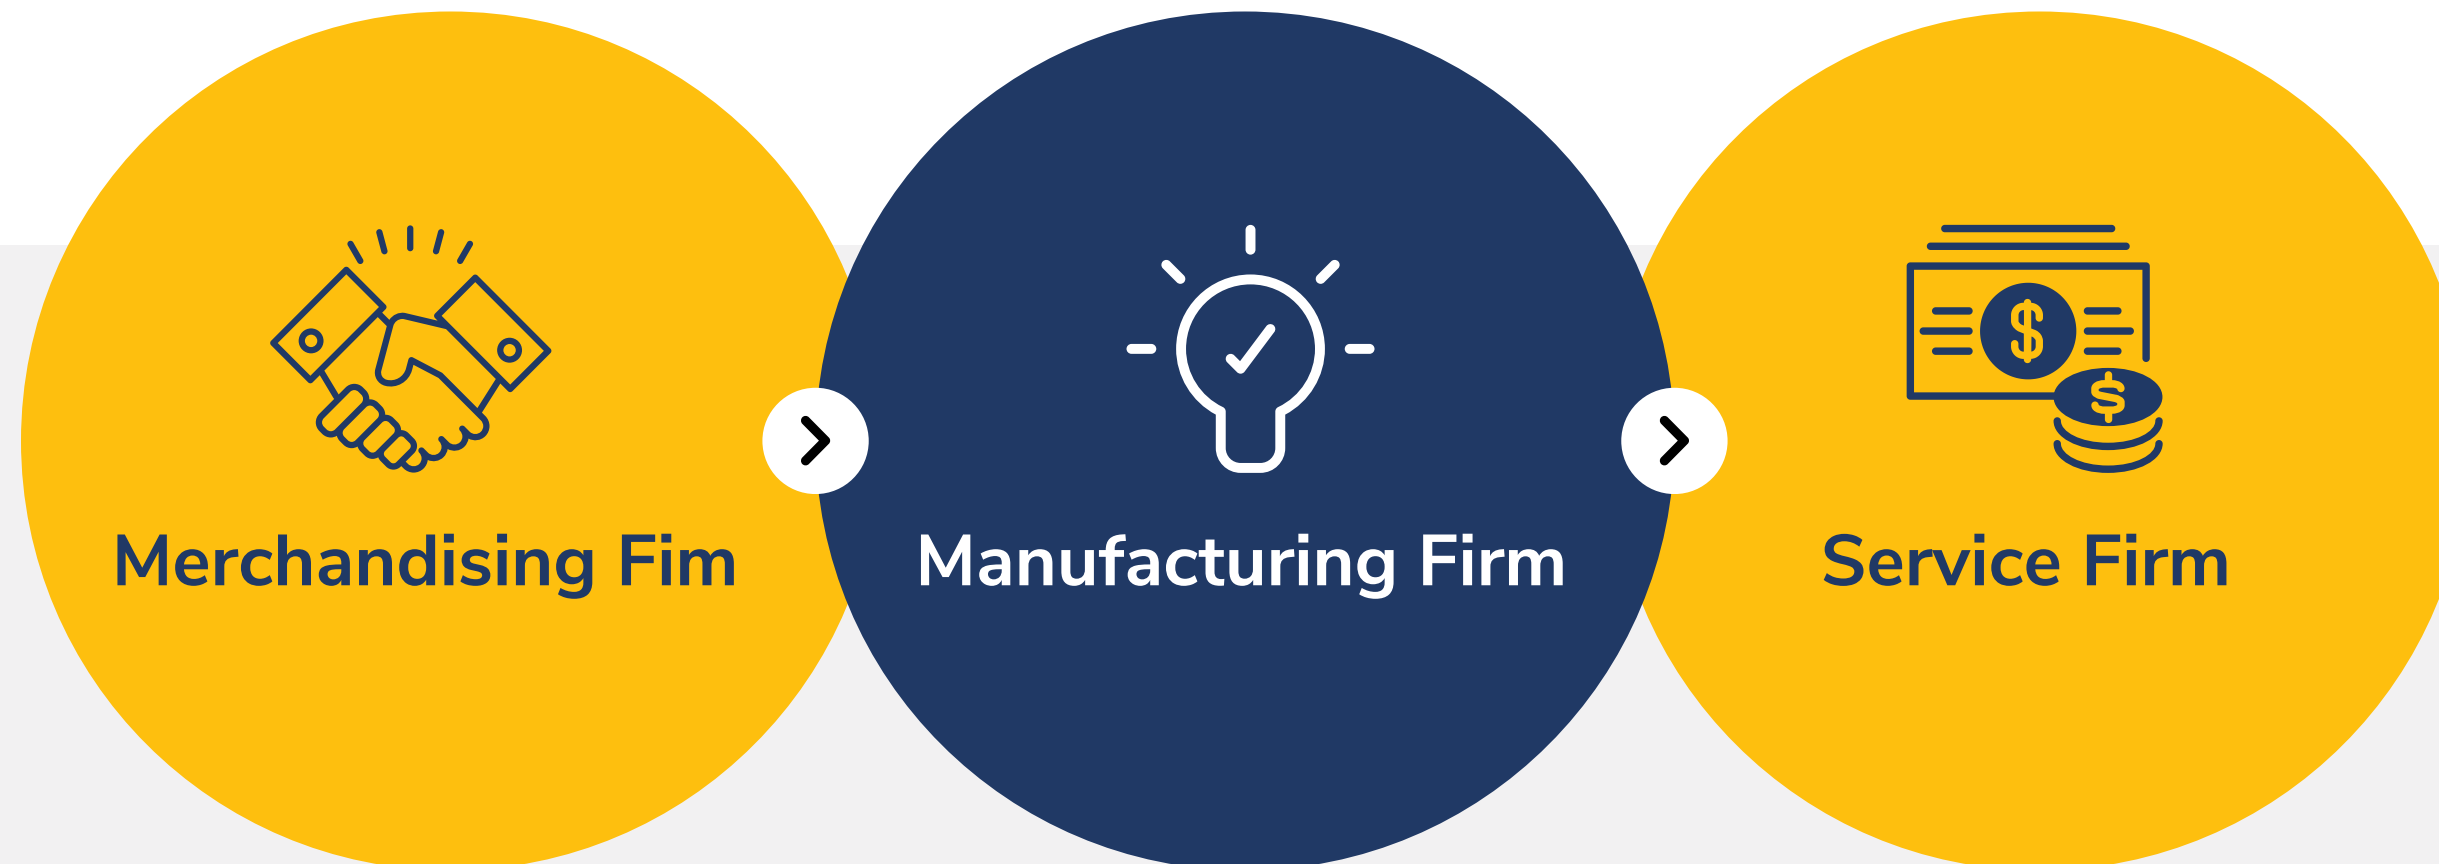 Merchandising Fim
Manufacturing Firm
Service Firm
$
$